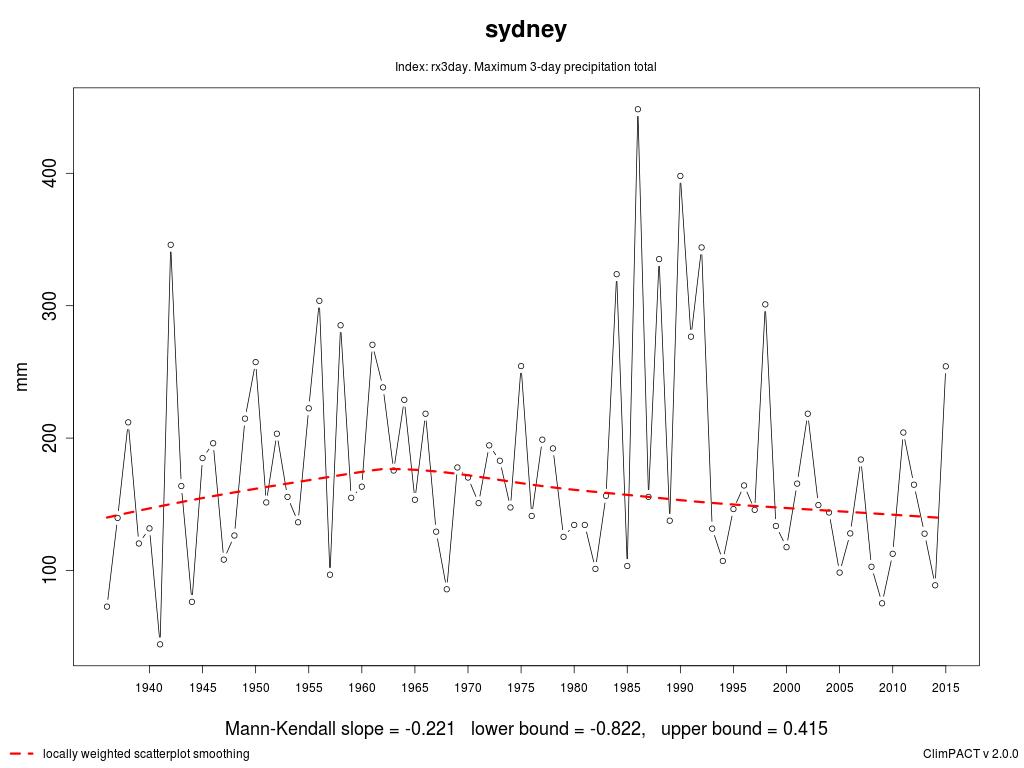 sydney
Index: rx3day. Maximum 3-day precipitation total
mm
400
300
200
100
1940 1945 1950 1955 1960 1965 1970 1975 1980 1985 1990 1995 2000 2005 2010 2015
Mann-Kendall slope = -0.221 lower bound = -0.822, upper bound = 0.415
locally weighted scatterplot smoothing
ClimPACT v 2.0.0